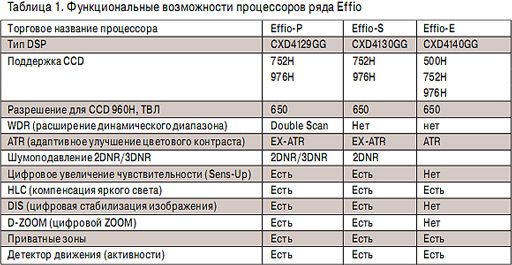 Таблица 1. Функциональные возможности процессоров ряда Effio
Торговое название процессора Effio-P Effio-S Effio-E
Тип DSP CXD4129GG CXD4130GG CXD4140GG
Поддержка CCD 752H 752H 500H
976H 976H 752H
976H
Разрешение для CCD 960H, ТВЛ 650 650 650
WDR (расширение динамического диапазона) Double Scan Нет нет
ATR (адаптивное улучшение цветового контраста) EX-ATR EX-ATR ATR
Шумоподавление 2DNR/3DNR 2DNR/3DNR 2DNR
Цифровое увеличение чувствительности (Sens-Up) Есть Есть Нет
HLC (компенсация яркого света) Есть Есть Есть
DIS (цифровая стабилизация изображения) Есть Есть Нет
D-ZOOM (цифровой ZOOM) Есть Есть Нет
Приватные зоны Есть Есть Есть
Детектор движения (активности) Есть Есть Есть